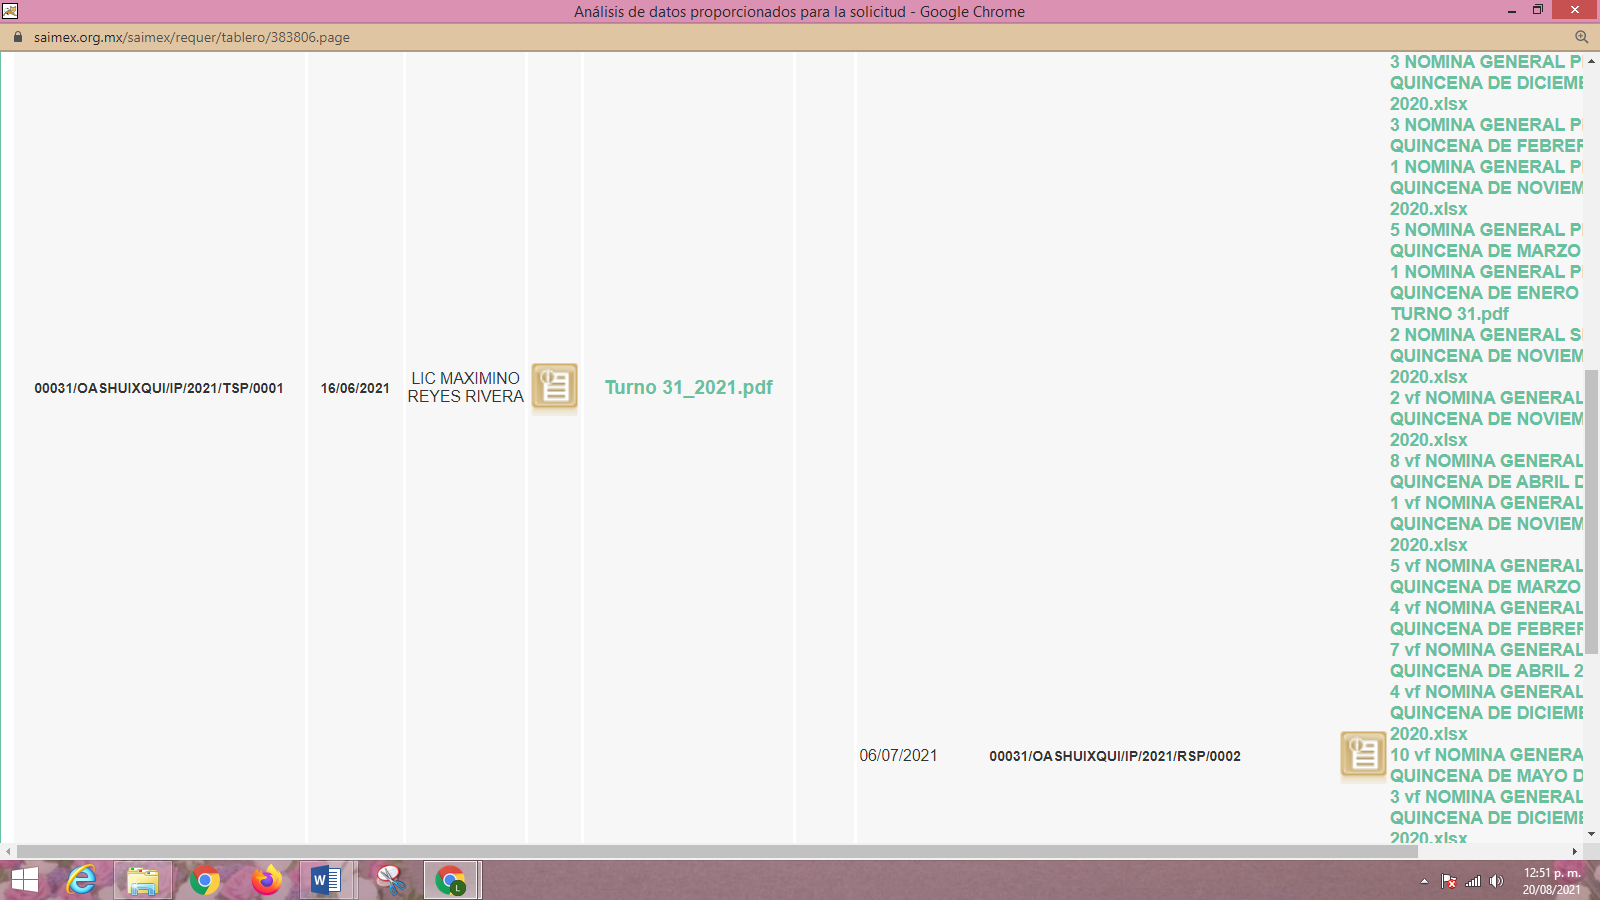 Análisis de datos proporcionados para la solicitud - Google Chrome
saimex.org.mx/saimex/requer/tablero/383806.page
00031/OASHUIXQUI/IP/2021/TSP/0001
16/06/2021
LIC MAXIMINO
REYES RIVERA
Turno 31_2021.pdf
06/07/2021
00031/OASHUIXQUI/IP/2021/RSP/0002
3 NOMINA GENERAL P
QUINCENA DE DICIEME
2020.xlsx
3 NOMINA GENERAL P
QUINCENA DE FEBRER
1 NOMINA GENERAL P
QUINCENA DE NOVIEM
2020.xlsx
5 NOMINA GENERAL P
QUINCENA DE MARZO
1 NOMINA GENERAL P
QUINCENA DE ENERO
TURNO 31.pdf
2 NOMINA GENERAL S
QUINCENA DE NOVIEM
2020.xlsx
2 vf NOMINA GENERAL
QUINCENA DE NOVIEM
2020.xlsx
8 vf NOMINA GENERAL
QUINCENA DE ABRIL D
1 vf NOMINA GENERAL
QUINCENA DE NOVIEM
2020.xlsx
5 vf NOMINA GENERAL
QUINCENA DE MARZO
4 vf NOMINA GENERAL
QUINCENA DE FEBRER
7 vf NOMINA GENERAL
QUINCENA DE ABRIL 2
4 vf NOMINA GENERAL
QUINCENA DE DICIEME
2020.xlsx
10 vf NOMINA GENERA
QUINCENA DE MAYO D
3 vf NOMINA GENERAL
QUINCENA DE DICIEME
2020.xlsx
12:51 p. m.
20/08/2021